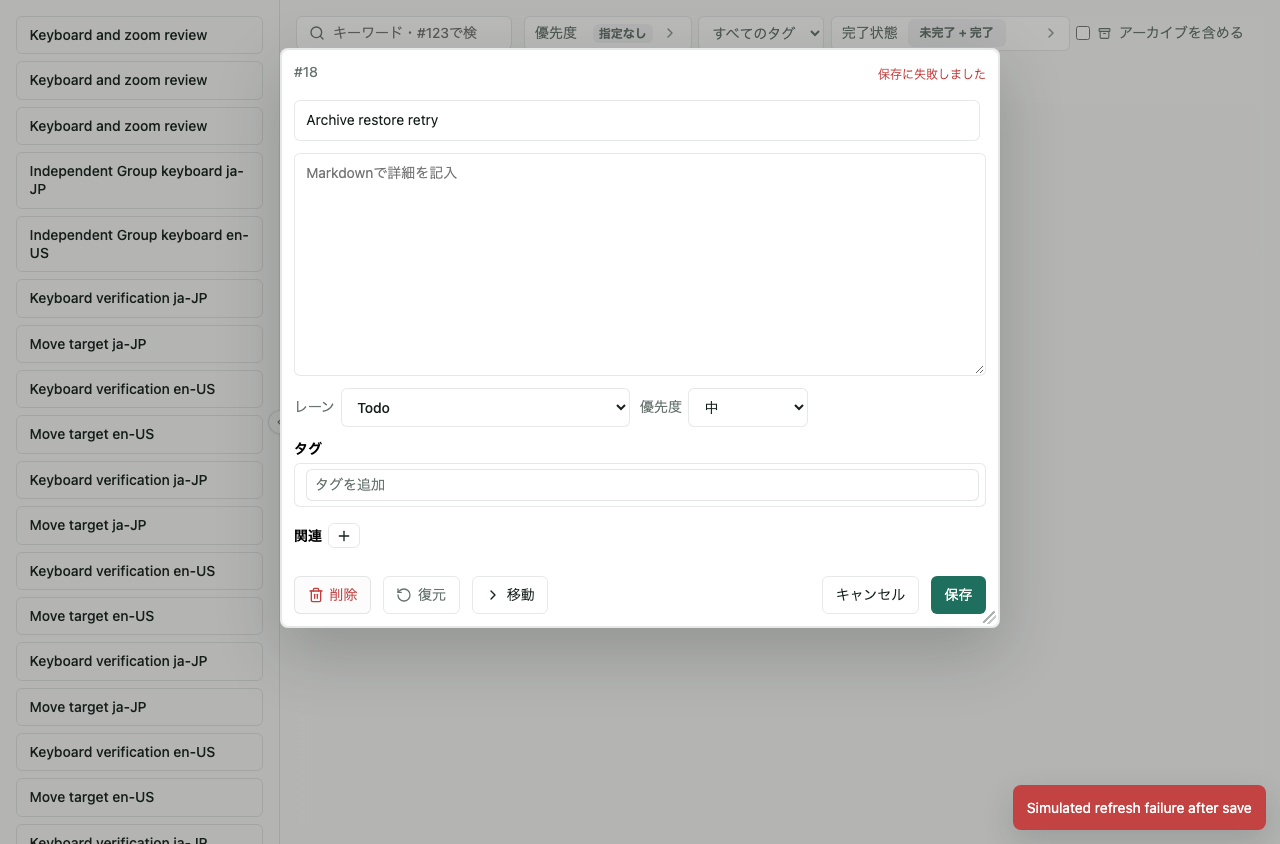 Keyboard and zoom review
Keyboard and zoom review
Keyboard and zoom review
Independent Group keyboard ja-
JP
Independent Group keyboard en-
US
Keyboard verification ja-JP
Move target ja-JP
Keyboard verification en-US
Move target en-US
Keyboard verification ja-JP
Move target ja-JP
Keyboard verification en-US
Move target en-US
Keyboard verification ja-JP
Move target ja-JP
Keyboard verification en-US
Move target en-US
Keyboard verification ja-JP
キーワード・#123で検
優先度 指定なし
すべてのタグ
完了状態 未完了 + 完了
アーカイブを含める
#18
保存に失敗しました
Archive restore retry
Markdownで詳細を記入
レーン Todo 優先度 中
タグ
タグを追加
関連
削除 復元 移動 キャンセル 保存
Simulated refresh failure after save